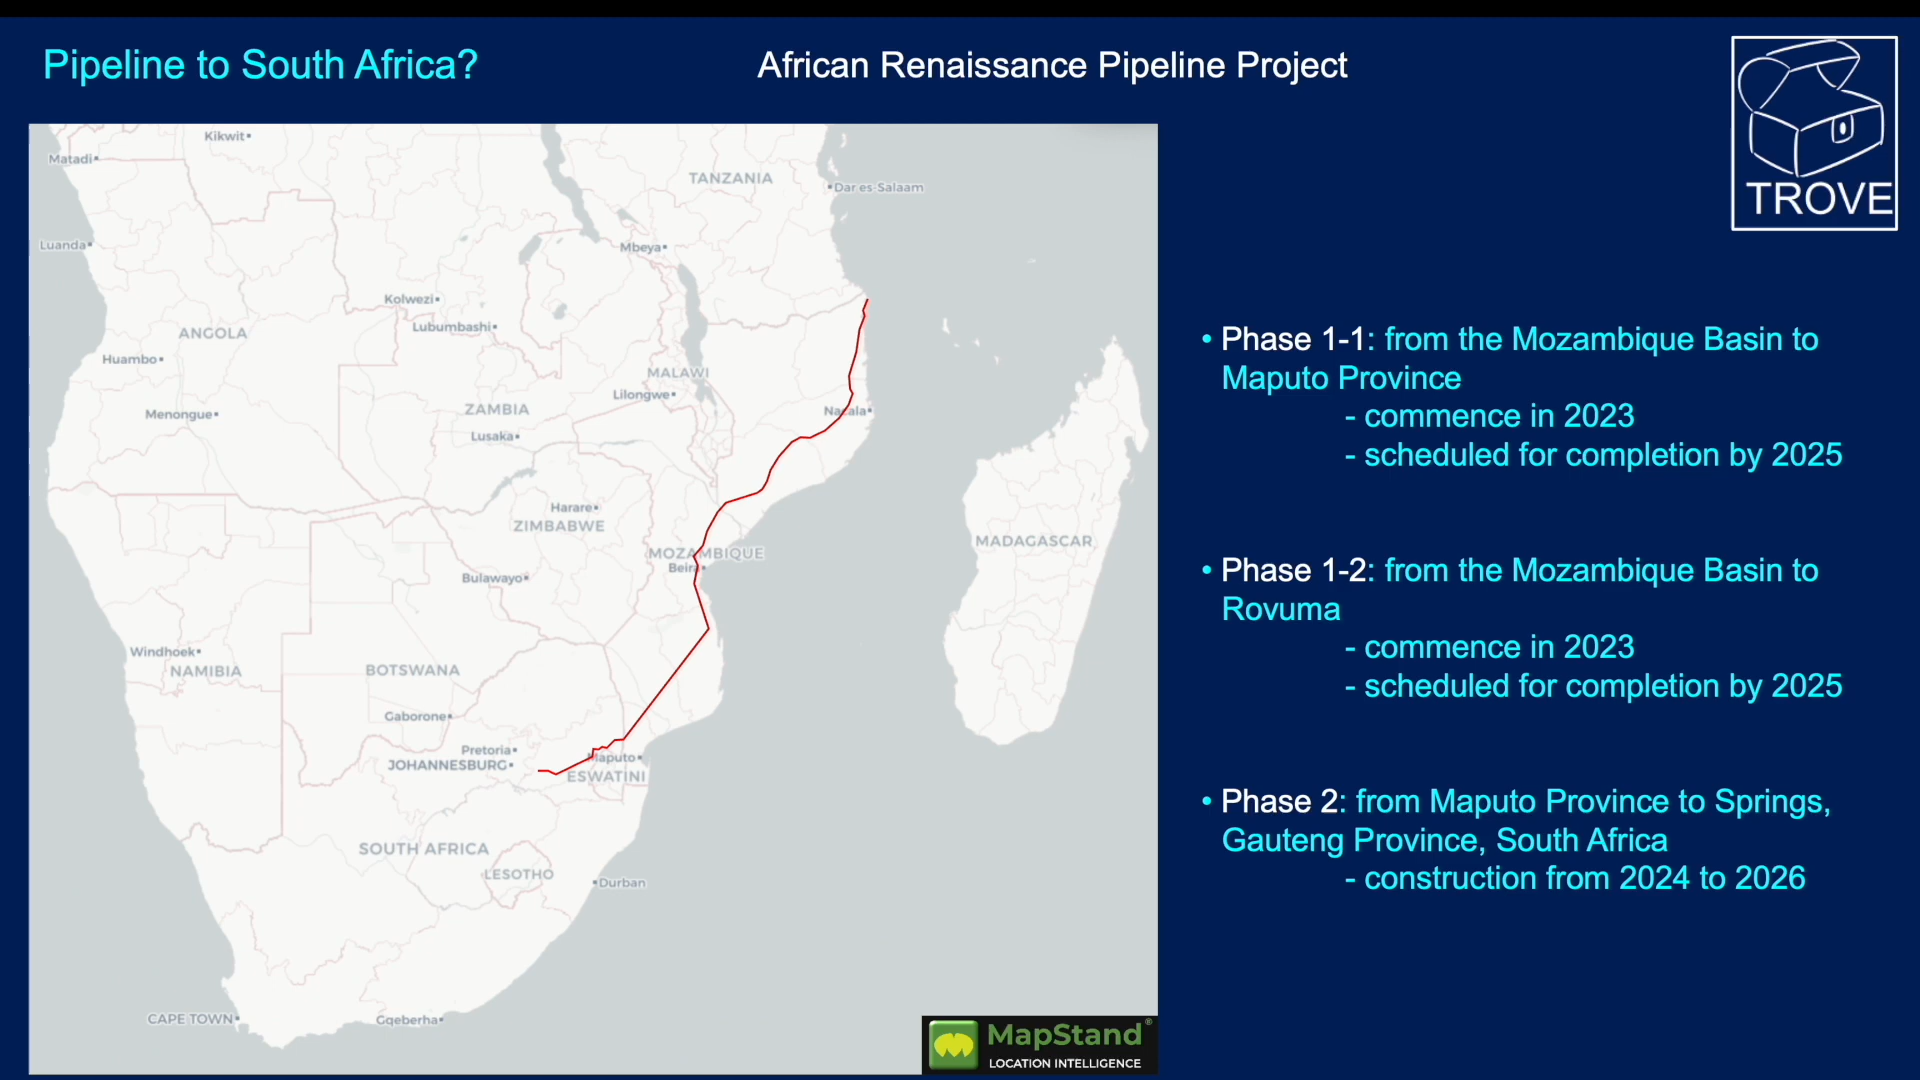 Pipeline to South Africa?
African Renaissance Pipeline Project
TROVE
Kikwit
Matadi
TANZANIA
Dar es-Salaam
Luanda
Mbeya
Kolwezi
Lubumbashi
ANGOLA
Huambo
MALAWI
Lilongwe
ZAMBIA
Menongue
Nacala
Lusaka
Harare
ZIMBABWE
MADAGASCAR
MOZAMBIQUE
Beira
Bulawayo
Windhoek
NAMIBIA
BOTSWANA
Gaborone
Pretoria
JOHANNESBURG
Maputo
ESWATINI
SOUTH AFRICA
LESOTHO
Durban
CAPE TOWN
Gqeberha
MapStand®
LOCATION INTELLIGENCE
• Phase 1-1: from the Mozambique Basin to
Maputo Province
- commence in 2023
- scheduled for completion by 2025
• Phase 1-2: from the Mozambique Basin to
Rovuma
- commence in 2023
- scheduled for completion by 2025
• Phase 2: from Maputo Province to Springs,
Gauteng Province, South Africa
- construction from 2024 to 2026